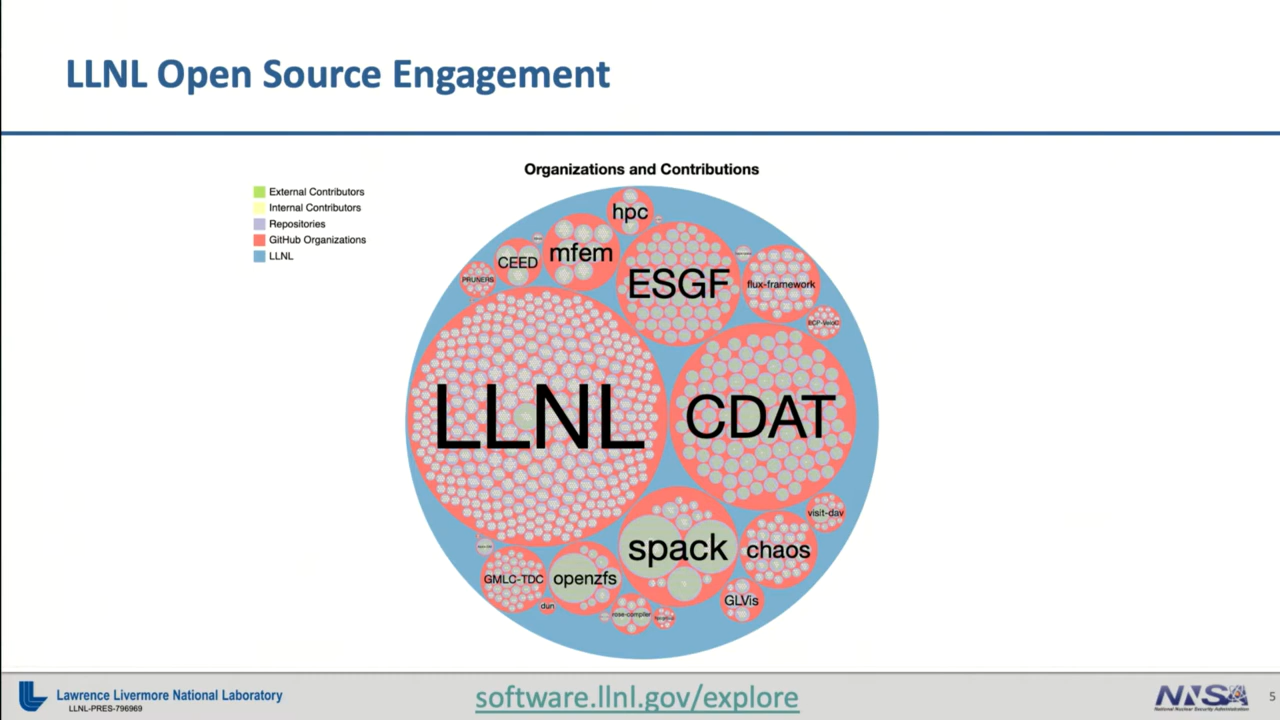 LLNL Open Source Engagement
Organizations and Contributions
External Contributors
Internal Contributors
Repositories
GitHub Organizations
LLNL
hpc
mfem
CEED
PRUNERS
ESGF
flux-framework
LLNL
CDAT
visit-dav
spack
chaos
GMLC-TDC
openzfs
GLVis
dun
rose-compiler
Lawrence Livermore National Laboratory
LLNL-PRES-796969
software.llnl.gov/explore
NNSA
National Nuclear Security Administration
5